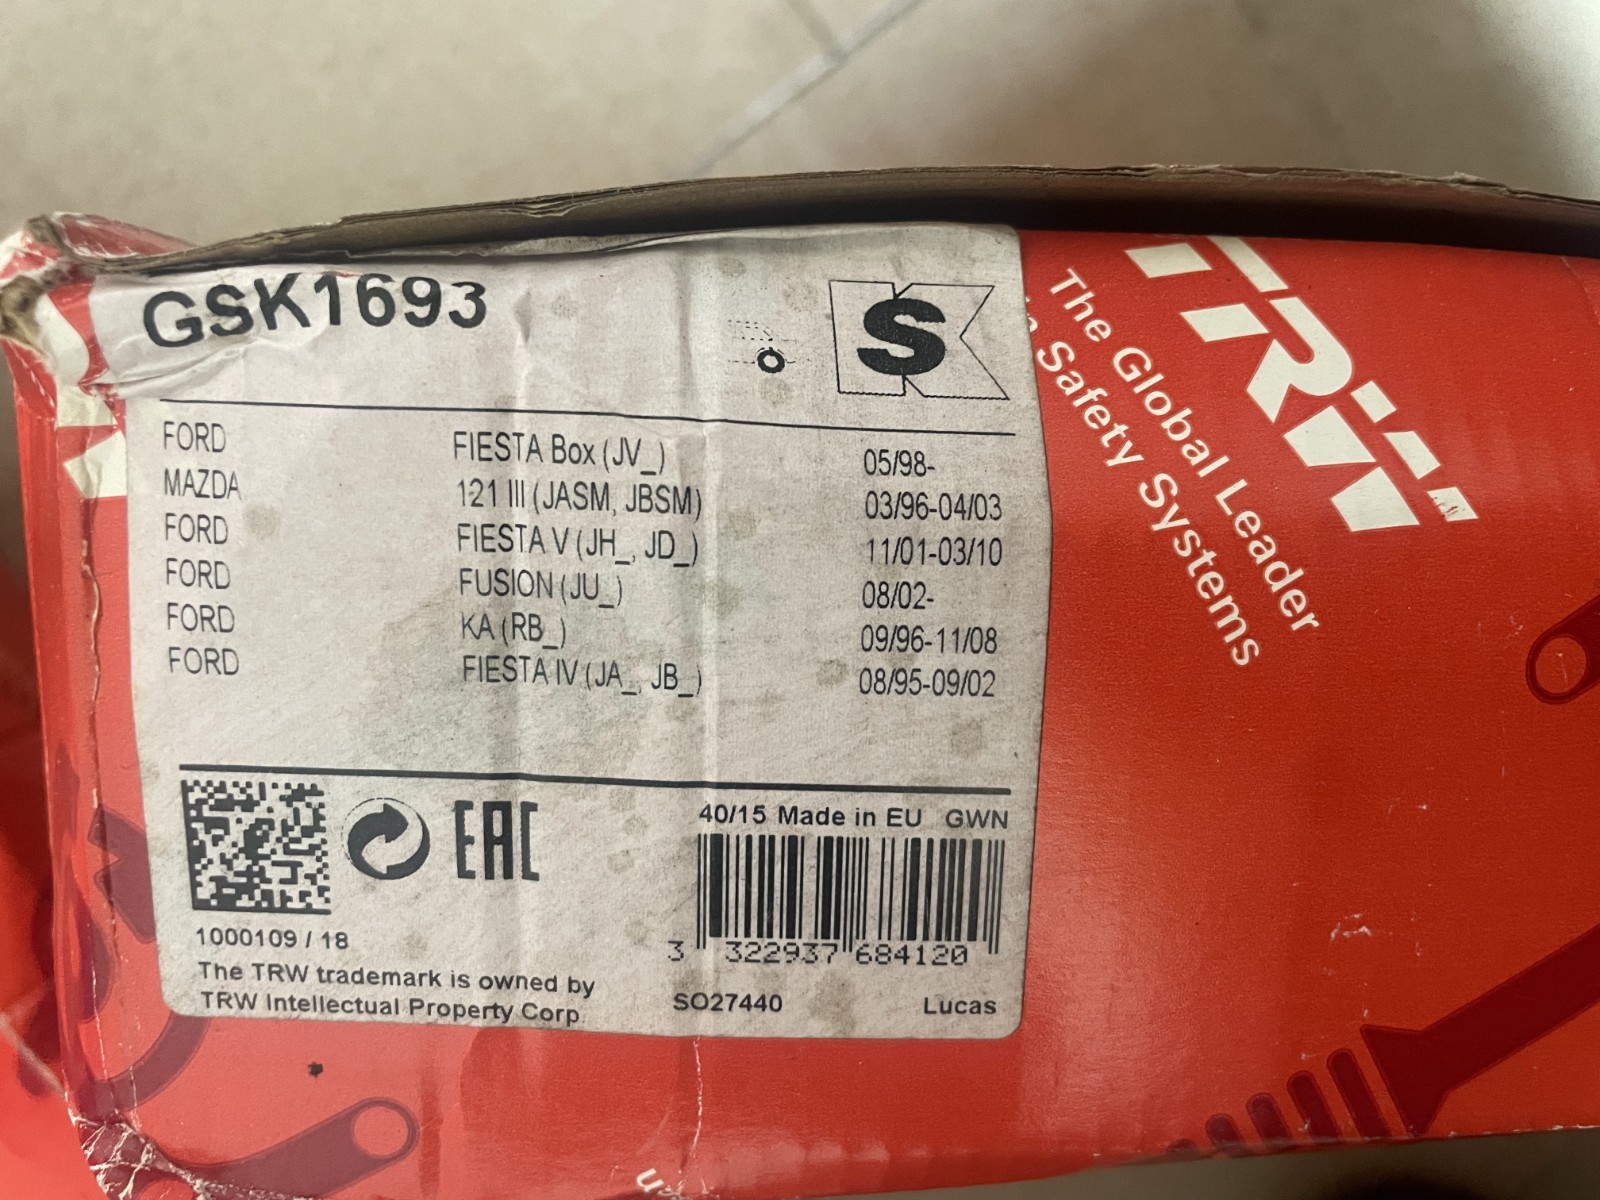 GSK1693
SK
FORD FIESTA Box (JV_) 05/98-
MAZDA 121 III (JASM, JBSM) 03/96-04/03
FORD FIESTA V (JH_, JD_) 11/01-03/10
FORD FUSION (JU_) 08/02-
FORD KA (RB_) 09/96-11/08
FORD FIESTA IV (JA_, JB_) 08/95-09/02
EAC
40/15 Made in EU GWN
3 322937 684120
1000109 / 18
The TRW trademark is owned by
TRW Intellectual Property Corp.
SO27440 Lucas
TRW
The Global Leader
Safety Systems